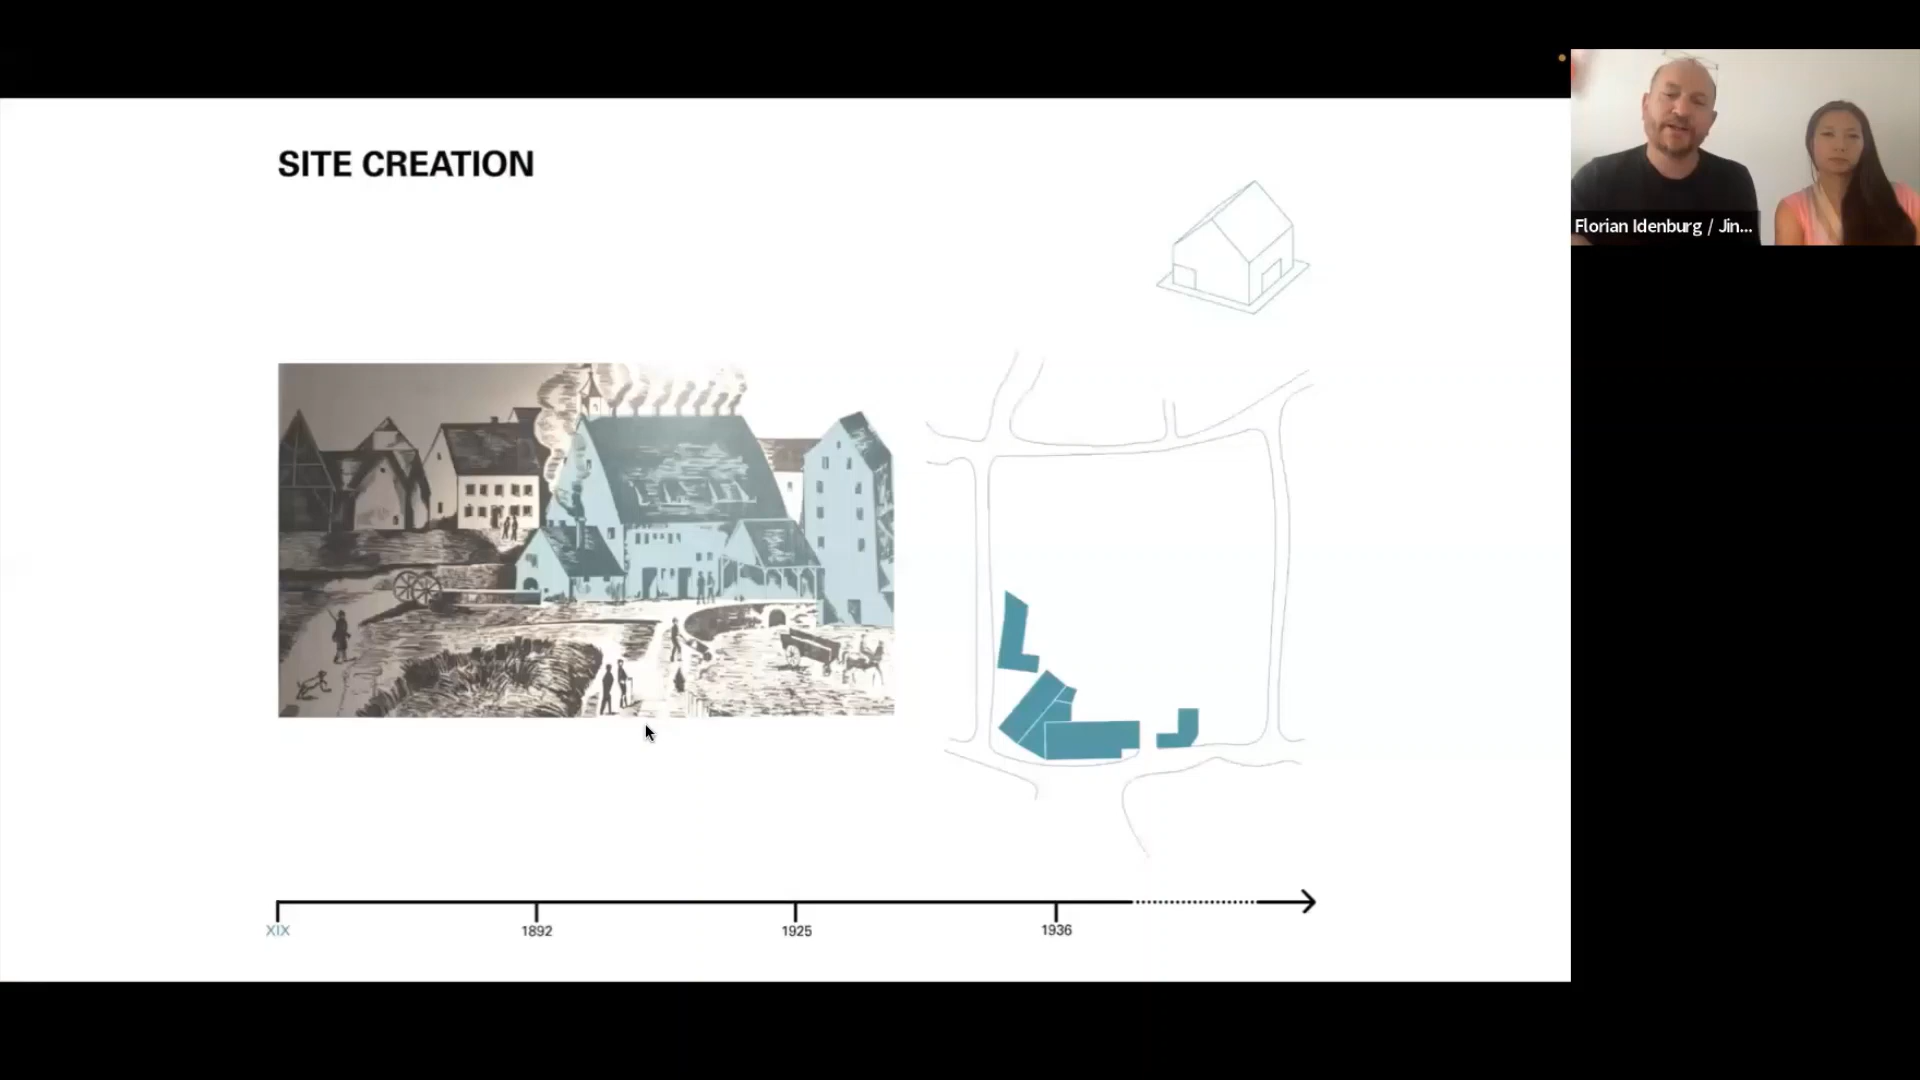 SITE CREATION
Florian Idenburg / Jin...
XIX
1892
1925
1936